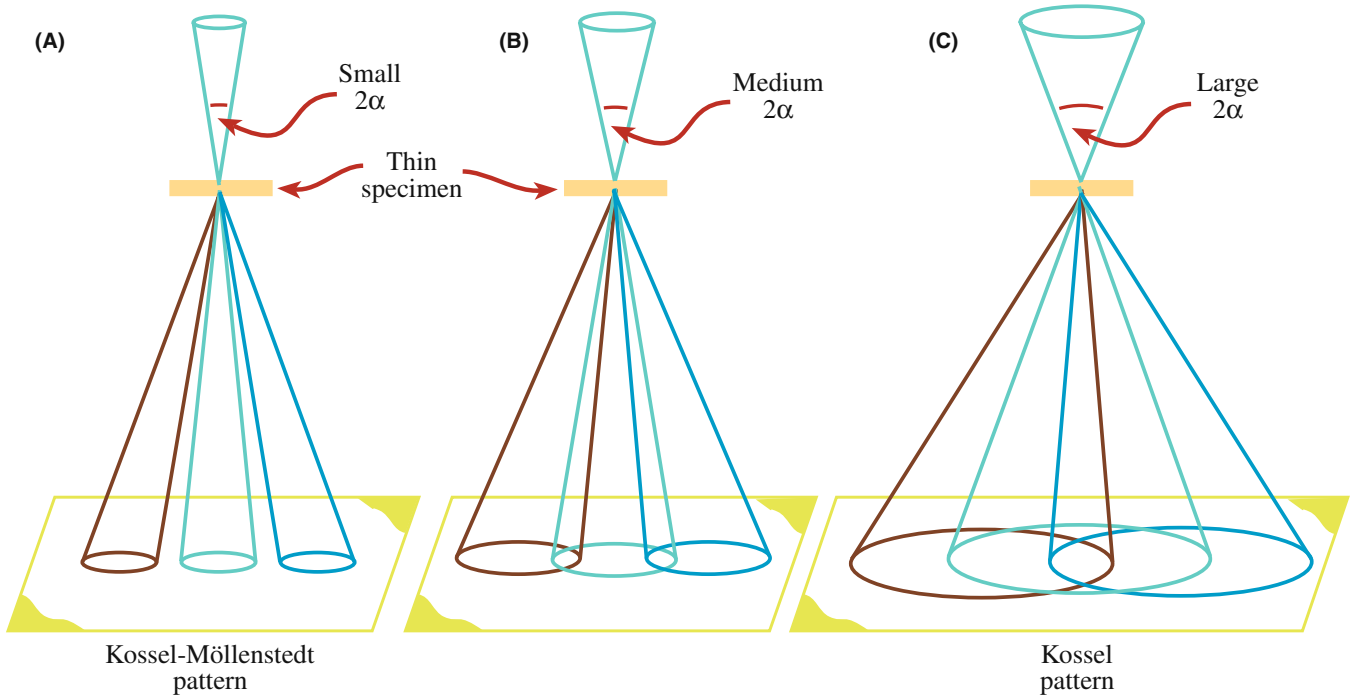 (A)
Small
2α
(B)
Medium
2α
(C)
Large
2α
Thin
specimen
Kossel-Möllenstedt
pattern
Kossel
pattern